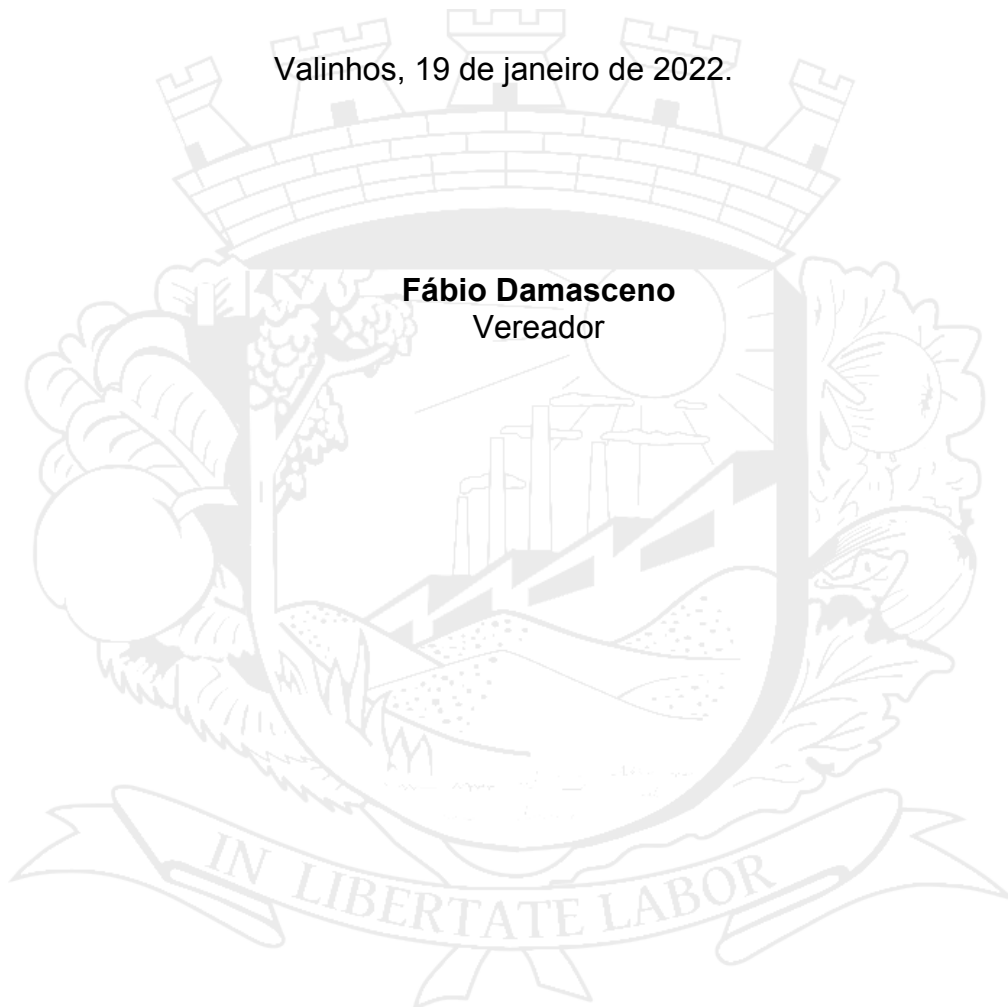 Valinhos, 19 de janeiro de 2022.
Fábio Damasceno
Vereador
IN LIBERTATE LABOR